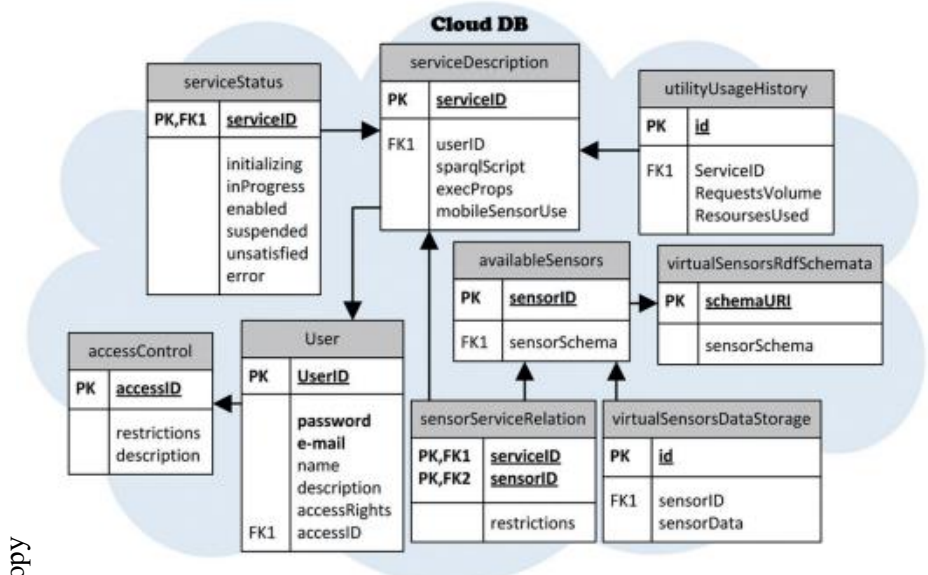 Cloud DB
serviceStatus
PK,FK1 serviceID
initializing
inProgress
enabled
suspended
unsatisfied
error
serviceDescription
PK serviceID
FK1 userID
sparqlScript
execProps
mobileSensorUse
utilityUsageHistory
PK id
FK1 ServiceID
RequestsVolume
ResoursesUsed
availableSensors
PK sensorID
FK1 sensorSchema
virtualSensorsRdfSchemata
PK schemaURI
sensorSchema
accessControl
PK accessID
restrictions
description
User
PK UserID
password
e-mail
name
description
accessRights
FK1 accessID
sensorServiceRelation
PK,FK1 serviceID
PK,FK2 sensorID
restrictions
virtualSensorsDataStorage
PK id
FK1 sensorID
sensorData